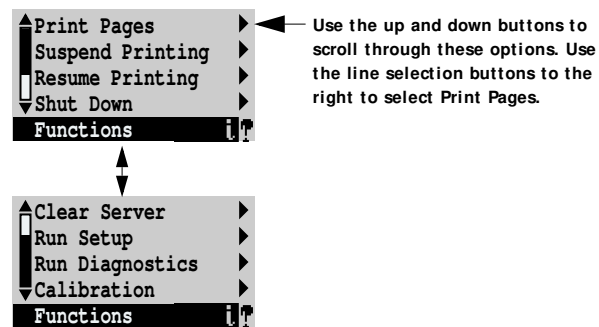 Print Pages
Suspend Printing
Resume Printing
Shut Down
Functions
Use the up and down buttons to
scroll through these options. Use
the line selection buttons to the
right to select Print Pages.
Clear Server
Run Setup
Run Diagnostics
Calibration
Functions